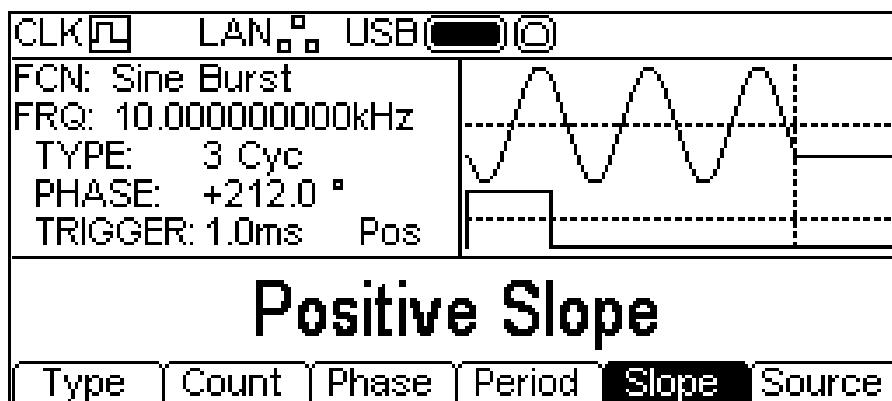 CLK LAN USB
FCN: Sine Burst
FRQ: 10.000000000kHz
TYPE: 3 Cyc
PHASE: +212.0 °
TRIGGER: 1.0ms Pos
Positive Slope
Type Count Phase Period Slope Source